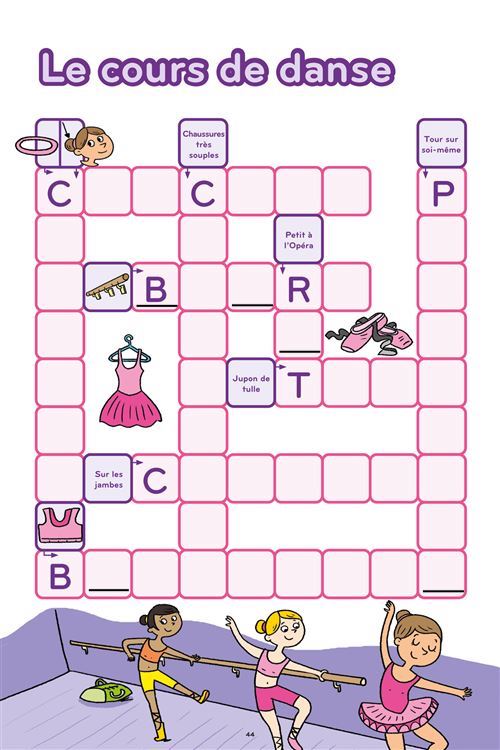 Le cours de danse
Chaussures
très
souples
Tour sur
soi-même
C
C
P
Petit à
l'Opéra
B
R
Jupon de
tulle
T
Sur les
jambes
C
B
44